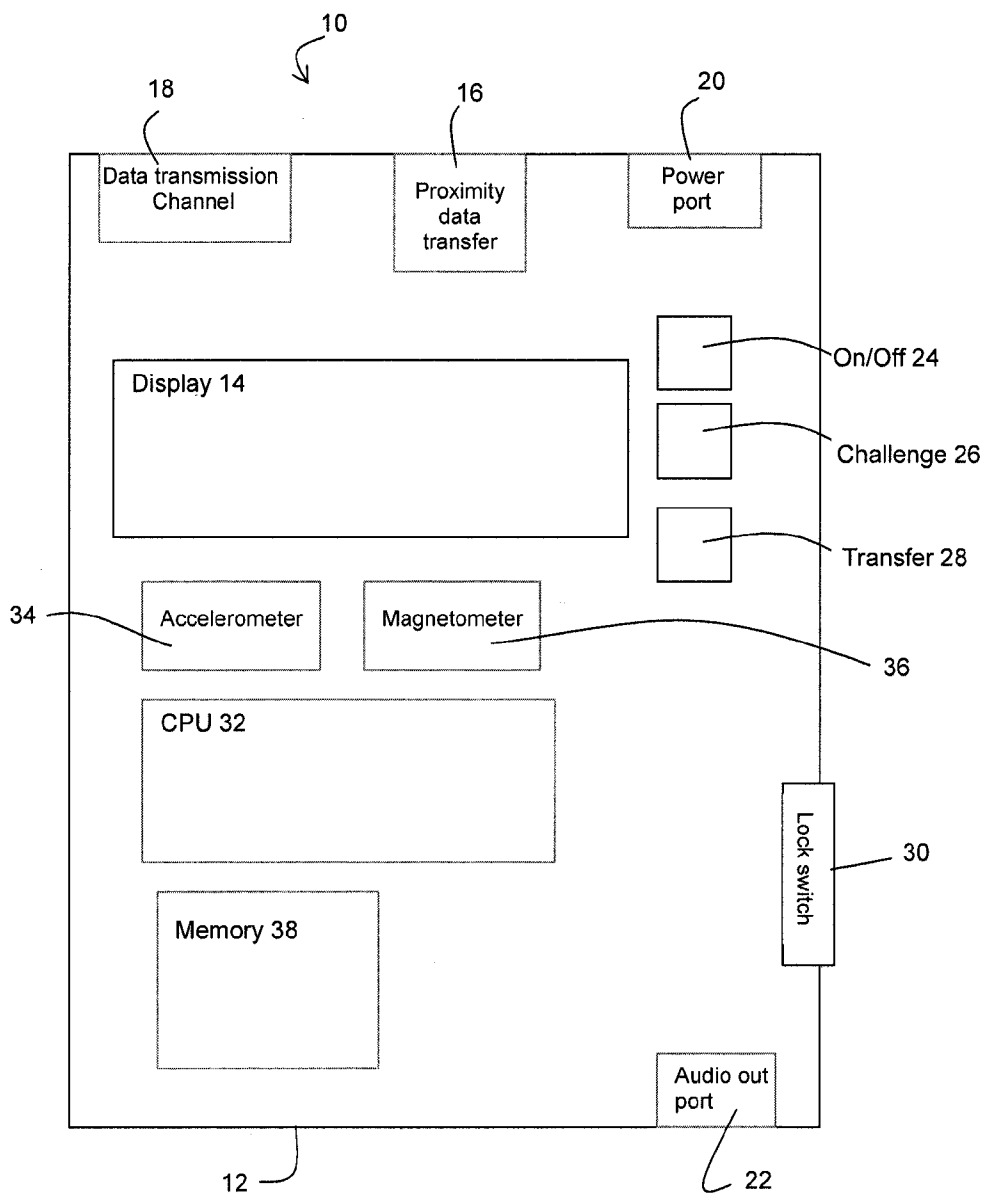 10
18
16
20
Data transmission
Channel
Proximity
data
transfer
Power
port
On/Off 24
Display 14
Challenge 26
Transfer 28
34
Accelerometer
Magnetometer
36
CPU 32
Lock switch
30
Memory 38
Audio out
port
12
22